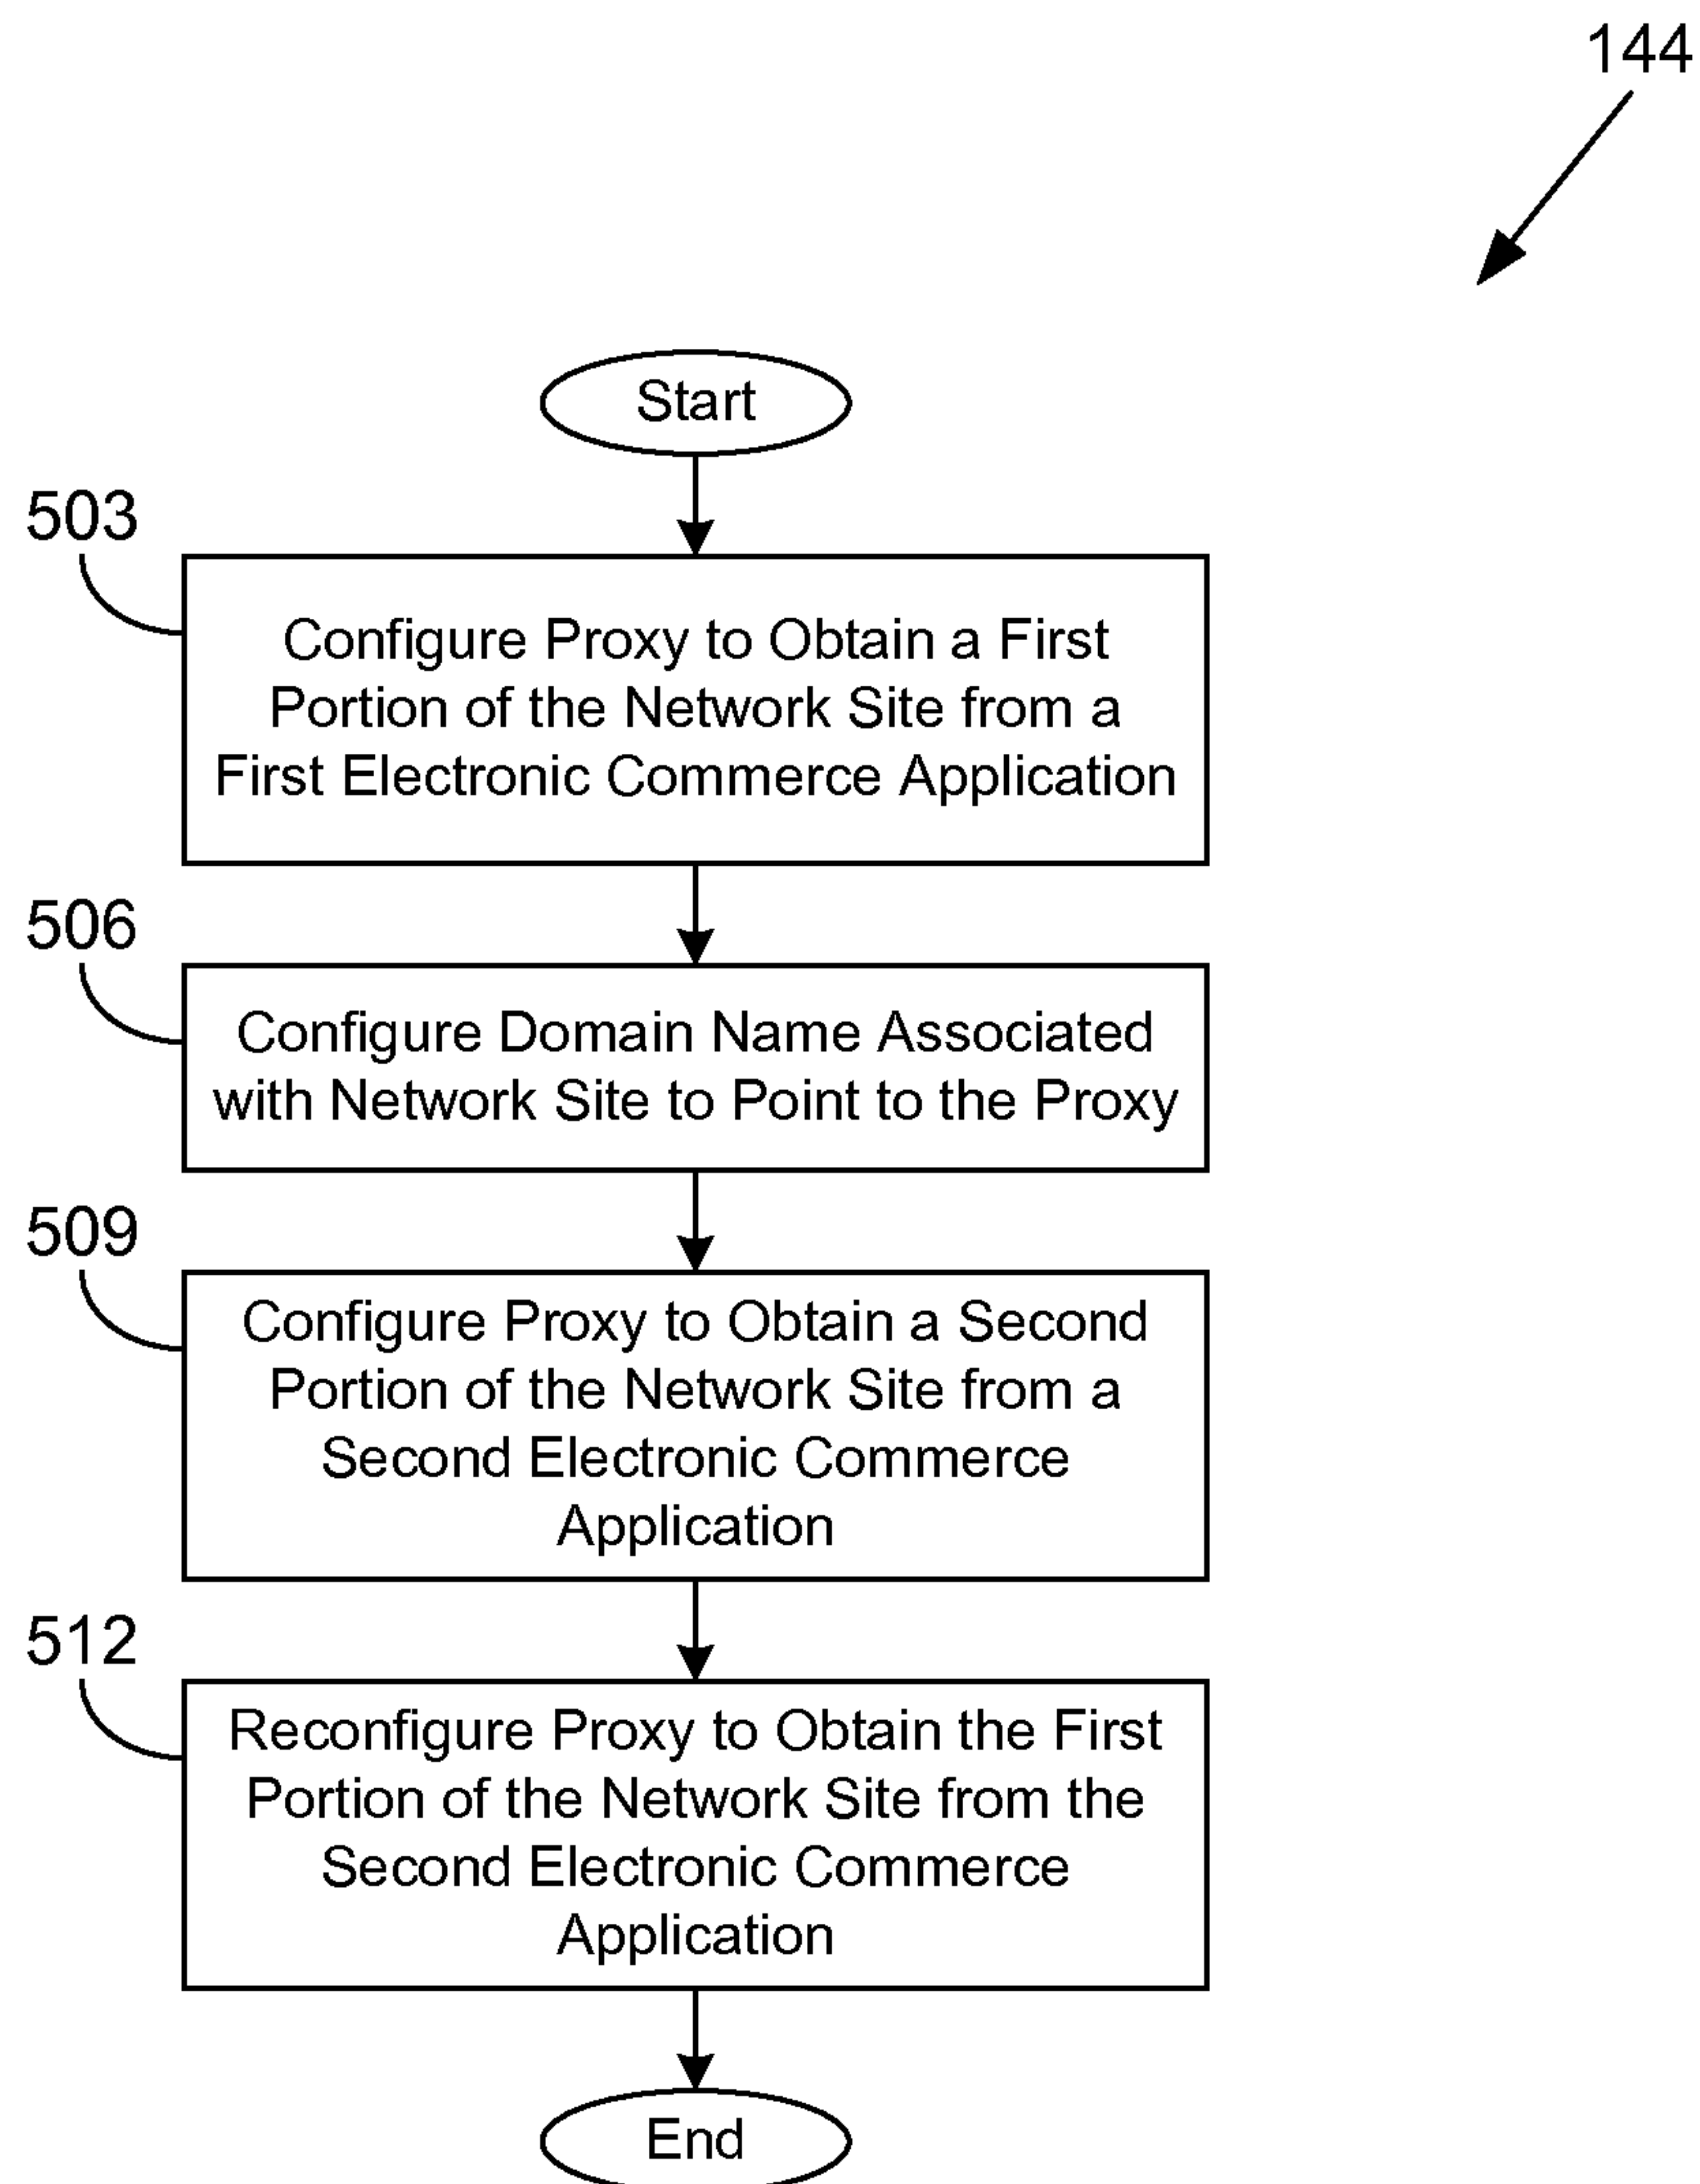 144
Start
503
Configure Proxy to Obtain a First
Portion of the Network Site from a
First Electronic Commerce Application
506
Configure Domain Name Associated
with Network Site to Point to the Proxy
509
Configure Proxy to Obtain a Second
Portion of the Network Site from a
Second Electronic Commerce
Application
512
Reconfigure Proxy to Obtain the First
Portion of the Network Site from the
Second Electronic Commerce
Application
End